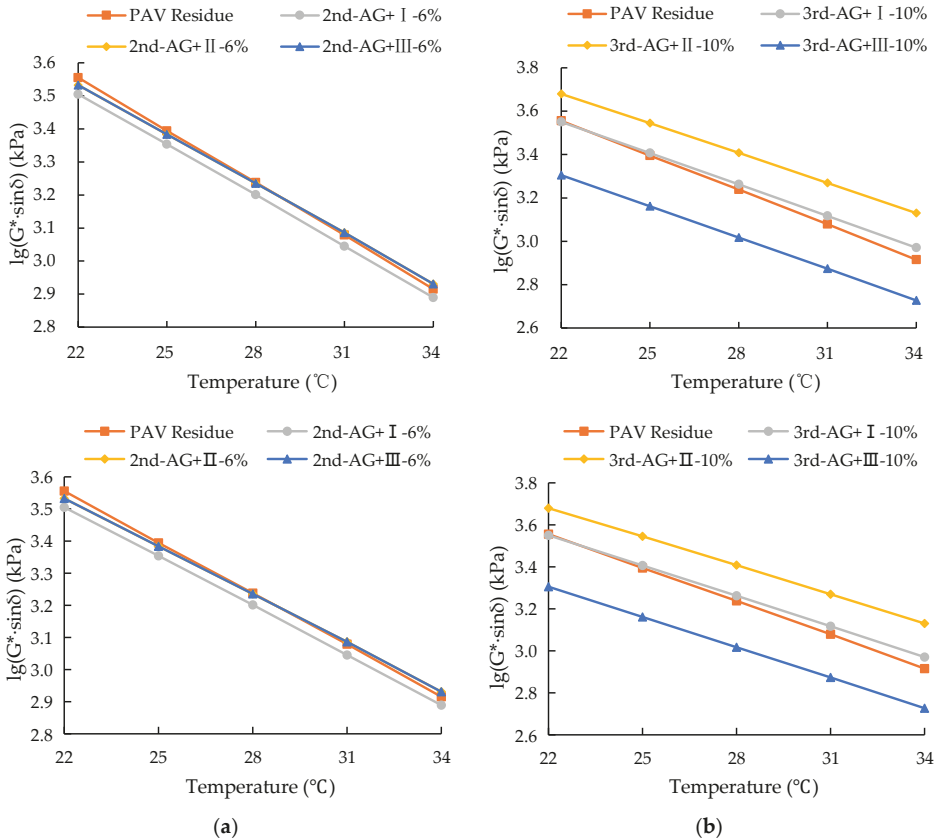 PAV Residue 2nd-AG+Ⅰ-6%
2nd-AG+Ⅱ-6% 2nd-AG+Ⅲ-6%
3.6
3.5
3.4
3.3
3.2
3.1
3.0
2.9
2.8
lg(G*·sinδ) (kPa)
22 25 28 31 34
Temperature (℃)
PAV Residue 3rd-AG+Ⅰ-10%
3rd-AG+Ⅱ-10% 3rd-AG+Ⅲ-10%
3.8
3.6
3.4
3.2
3.0
2.8
2.6
lg(G*·sinδ) (kPa)
22 25 28 31 34
Temperature (℃)
PAV Residue 2nd-AG+Ⅰ-6%
2nd-AG+Ⅱ-6% 2nd-AG+Ⅲ-6%
3.6
3.5
3.4
3.3
3.2
3.1
3.0
2.9
2.8
lg(G*·sinδ) (kPa)
22 25 28 31 34
Temperature (℃)
(a)
PAV Residue 3rd-AG+Ⅰ-10%
3rd-AG+Ⅱ-10% 3rd-AG+Ⅲ-10%
3.8
3.6
3.4
3.2
3.0
2.8
2.6
lg(G*·sinδ) (kPa)
22 25 28 31 34
Temperature (℃)
(b)